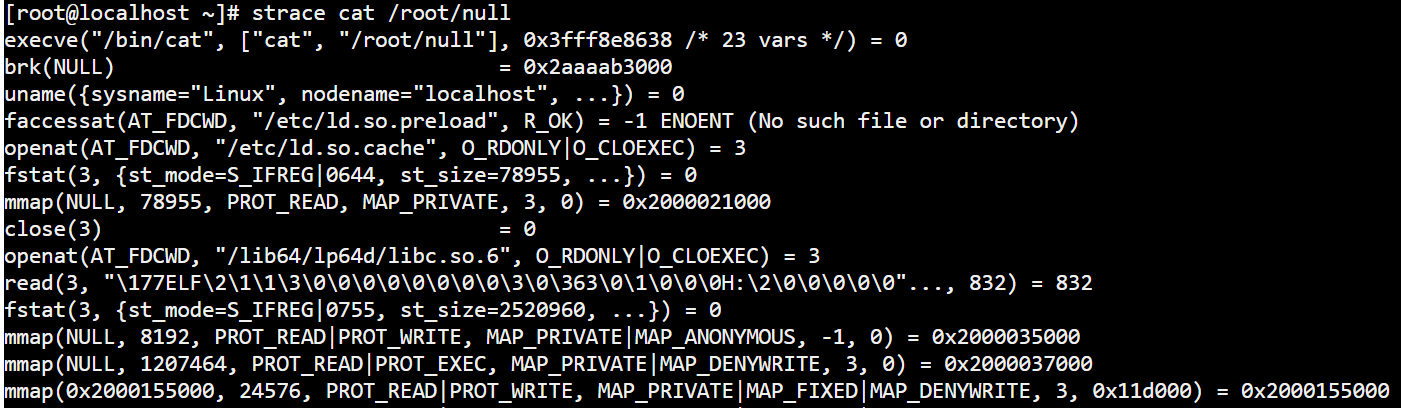 [root@localhost ~]# strace cat /root/null
execve("/bin/cat", ["cat", "/root/null"], 0x3fff8e8638 /* 23 vars */) = 0
brk(NULL)                               = 0x2aaaab3000
uname({sysname="Linux", nodename="localhost", ...}) = 0
faccessat(AT_FDCWD, "/etc/ld.so.preload", R_OK) = -1 ENOENT (No such file or directory)
openat(AT_FDCWD, "/etc/ld.so.cache", O_RDONLY|O_CLOEXEC) = 3
fstat(3, {st_mode=S_IFREG|0644, st_size=78955, ...}) = 0
mmap(NULL, 78955, PROT_READ, MAP_PRIVATE, 3, 0) = 0x2000021000
close(3)                                = 0
openat(AT_FDCWD, "/lib64/lp64d/libc.so.6", O_RDONLY|O_CLOEXEC) = 3
read(3, "\177ELF\2\1\1\3\0\0\0\0\0\0\0\0\3\0\363\0\1\0\0\0H:\2\0\0\0\0\0"..., 832) = 832
fstat(3, {st_mode=S_IFREG|0755, st_size=2520960, ...}) = 0
mmap(NULL, 8192, PROT_READ|PROT_WRITE, MAP_PRIVATE|MAP_ANONYMOUS, -1, 0) = 0x2000035000
mmap(NULL, 1207464, PROT_READ|PROT_EXEC, MAP_PRIVATE|MAP_DENYWRITE, 3, 0) = 0x2000037000
mmap(0x2000155000, 24576, PROT_READ|PROT_WRITE, MAP_PRIVATE|MAP_FIXED|MAP_DENYWRITE, 3, 0x11d000) = 0x2000155000